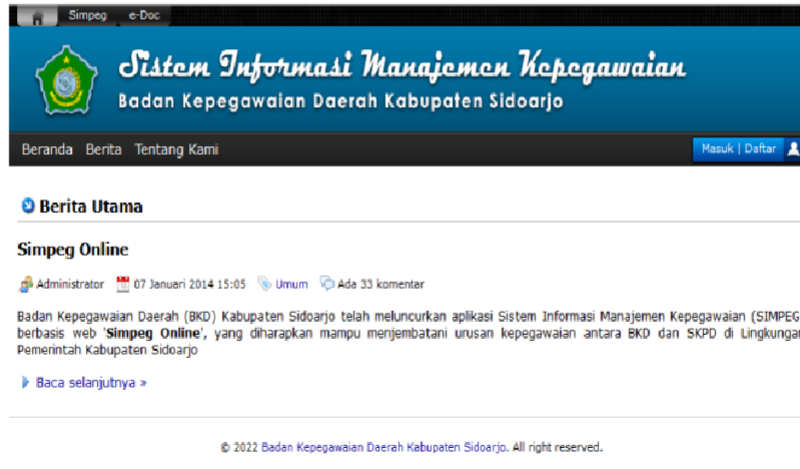 Simpeg e-Doc
Sistem Informasi Manajemen Kepegawaian
Badan Kepegawaian Daerah Kabupaten Sidoarjo
Beranda Berita Tentang Kami Masuk | Daftar
Berita Utama
Simpeg Online
Administrator 07 Januari 2014 15:05 Umum Ada 33 komentar
Badan Kepegawaian Daerah (BKD) Kabupaten Sidoarjo telah meluncurkan aplikasi Sistem Informasi Manajemen Kepegawaian (SIMPEG
berbasis web 'Simpeg Online', yang diharapkan mampu menjembatani urusan kepegawaian antara BKD dan SKPD di Lingkungan
Pemerintah Kabupaten Sidoarjo
Baca selanjutnya »
© 2022 Badan Kepegawaian Daerah Kabupaten Sidoarjo. All right reserved.